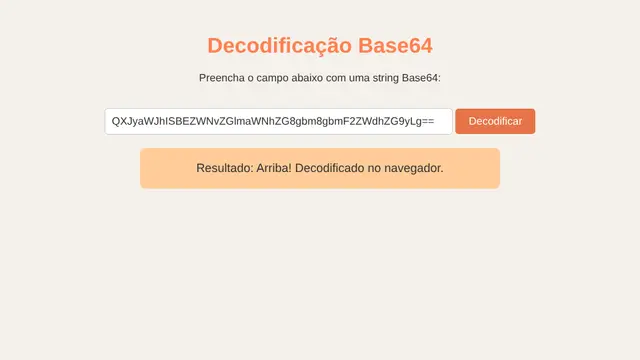 Decodificação Base64
Preencha o campo abaixo com uma string Base64:
QXJyaWJhISBEZWNvZGlmaWNhZG8gbm8gbmF2ZWdhZG9yLg== Decodificar
Resultado: Arriba! Decodificado no navegador.